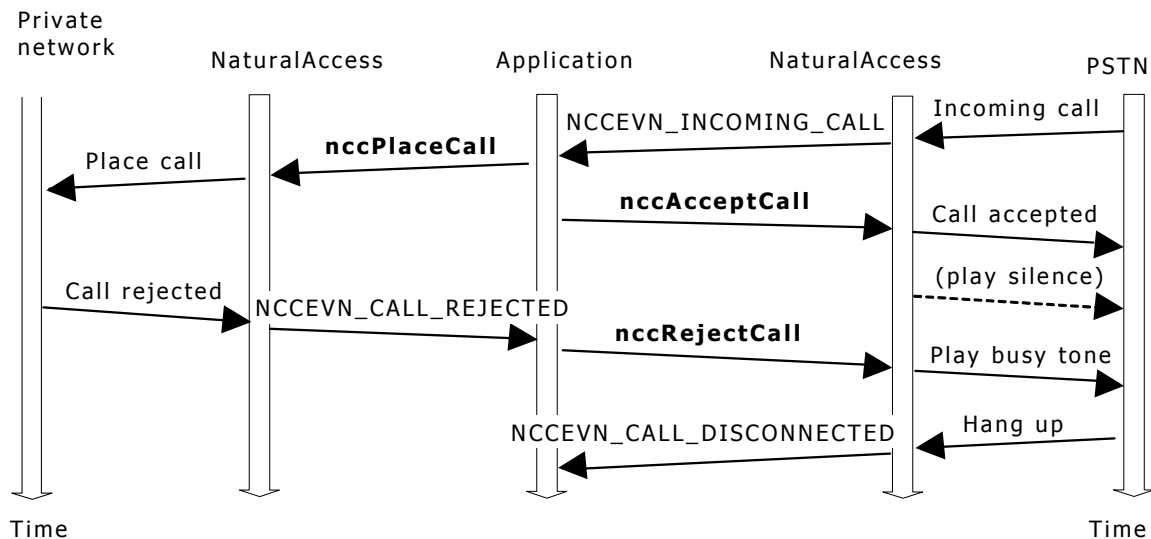 Private
network
NaturalAccess
Application
NaturalAccess
PSTN
Incoming call
NCCEVN_INCOMING_CALL
nccPlaceCall
Place call
nccAcceptCall
Call accepted
(play silence)
Call rejected
NCCEVN_CALL_REJECTED
nccRejectCall
Play busy tone
Hang up
NCCEVN_CALL_DISCONNECTED
Time
Time